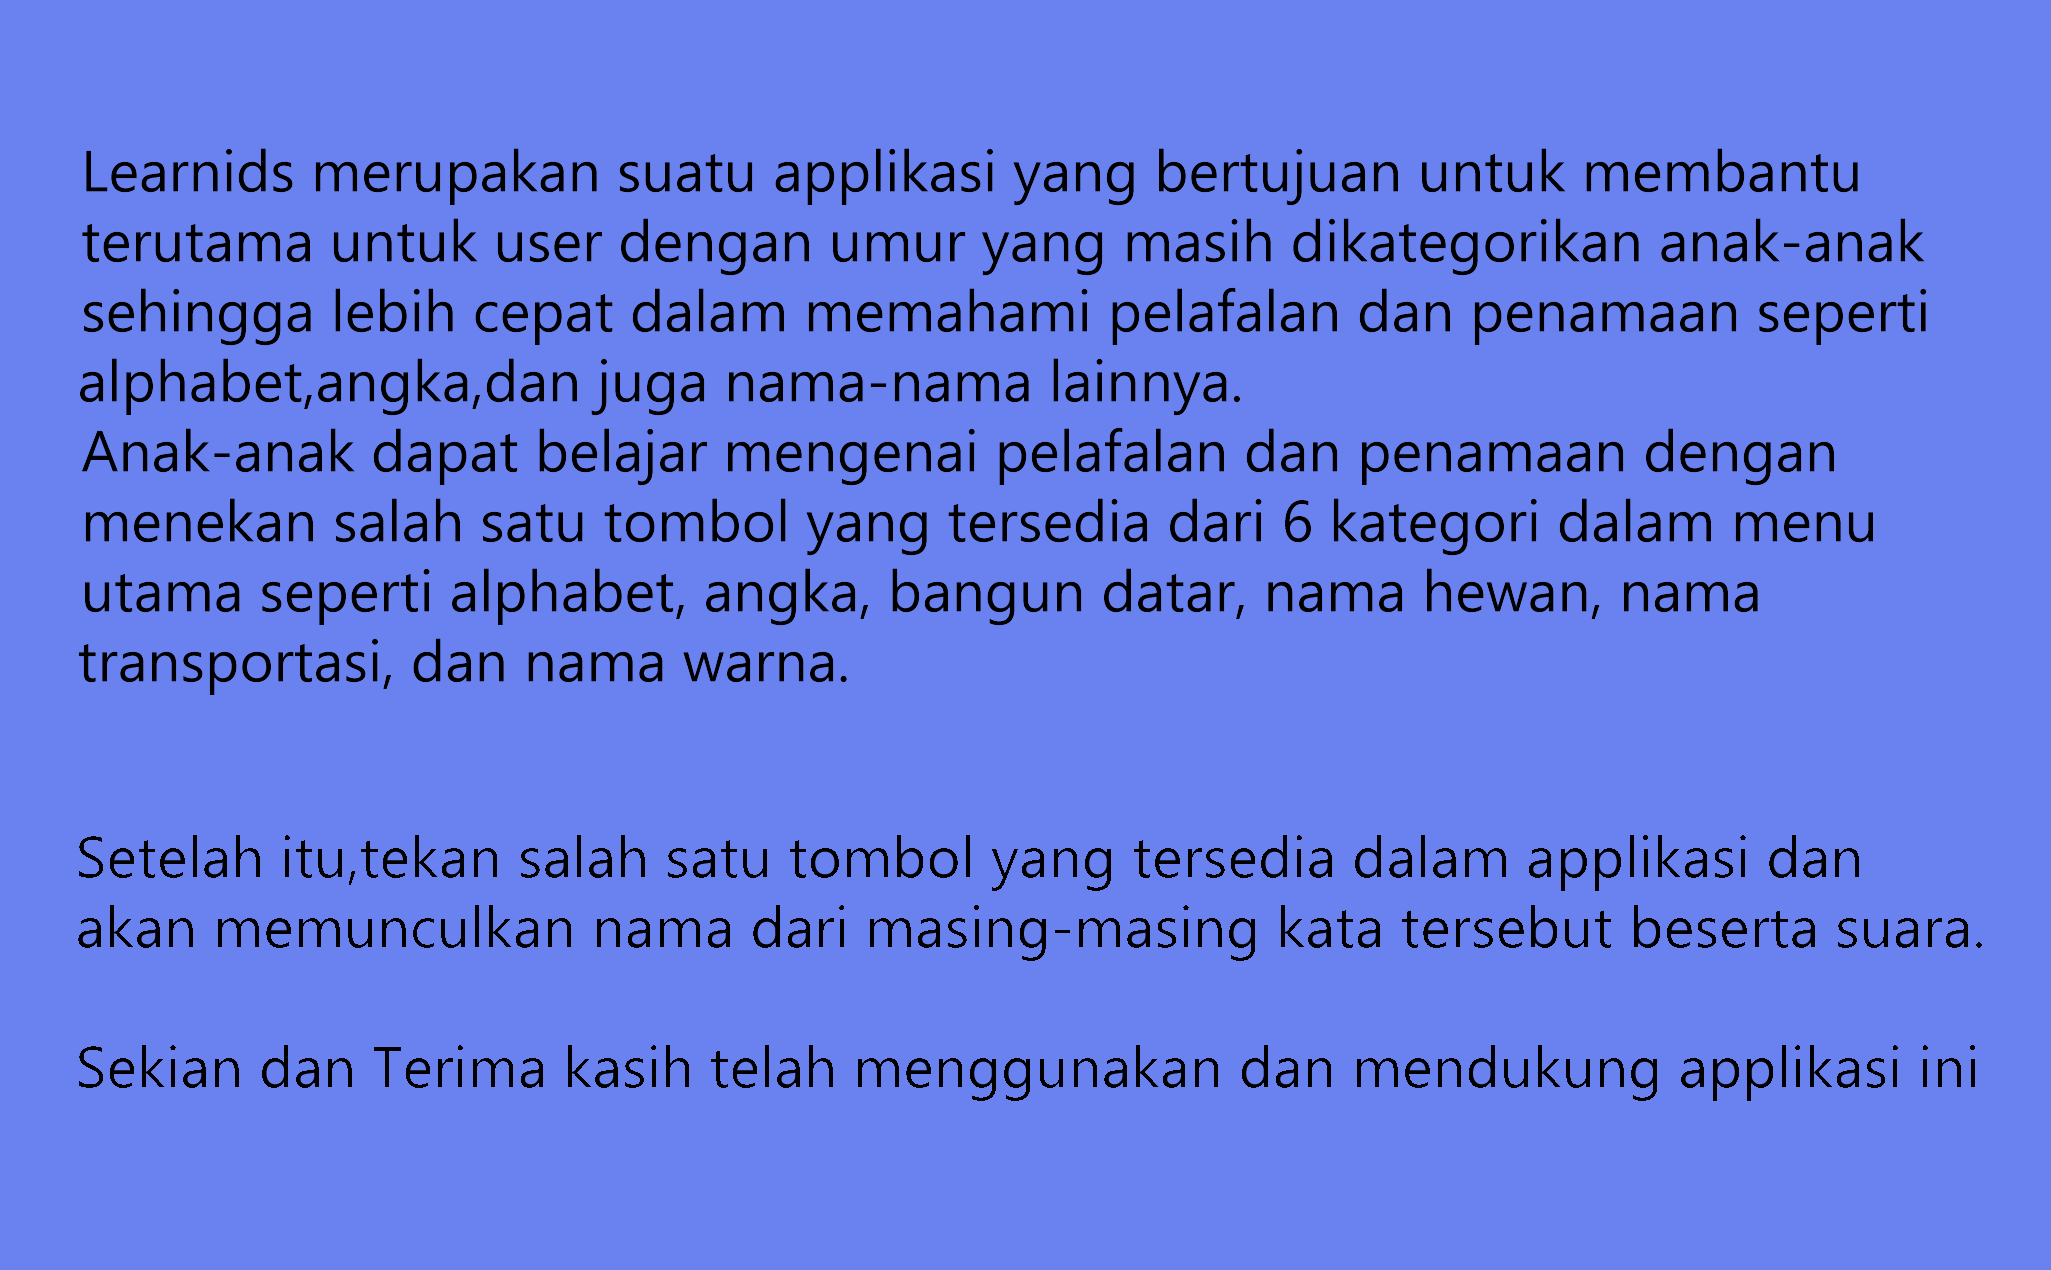 Learnids merupakan suatu applikasi yang bertujuan untuk membantu
terutama untuk user dengan umur yang masih dikategorikan anak-anak
sehingga lebih cepat dalam memahami pelafalan dan penamaan seperti
alphabet,angka,dan juga nama-nama lainnya.
Anak-anak dapat belajar mengenai pelafalan dan penamaan dengan
menekan salah satu tombol yang tersedia dari 6 kategori dalam menu
utama seperti alphabet, angka, bangun datar, nama hewan, nama
transportasi, dan nama warna.
Setelah itu,tekan salah satu tombol yang tersedia dalam applikasi dan
akan memunculkan nama dari masing-masing kata tersebut beserta suara.
Sekian dan Terima kasih telah menggunakan dan mendukung applikasi ini